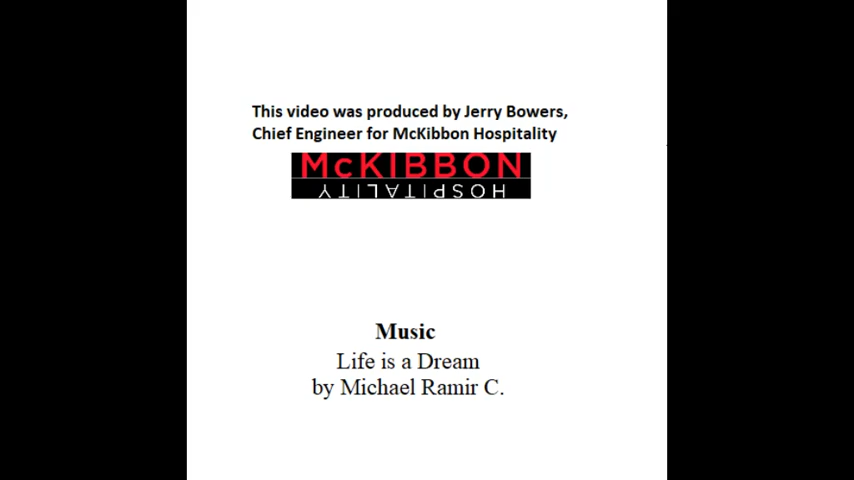 This video was produced by Jerry Bowers,
Chief Engineer for McKibbon Hospitality
McKIBBON
HOSPITALITY
Music
Life is a Dream
by Michael Ramir C.